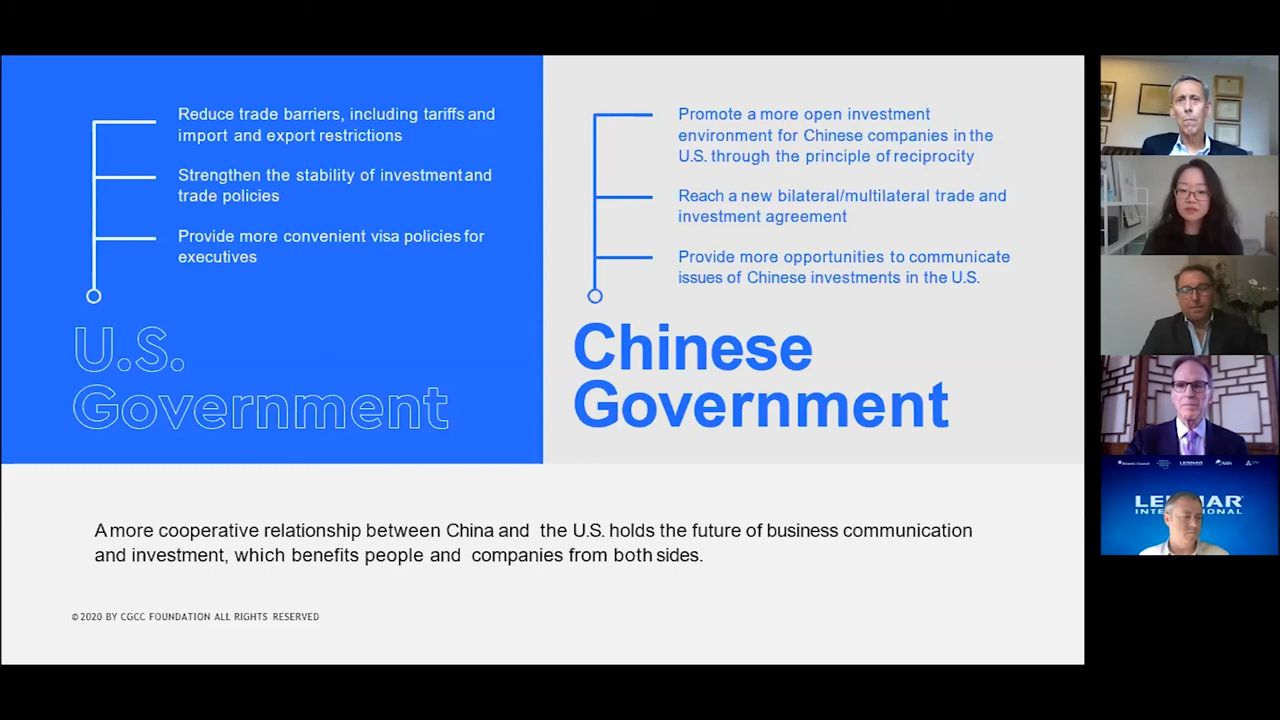 Reduce trade barriers, including tariffs and
import and export restrictions
Strengthen the stability of investment and
trade policies
Provide more convenient visa policies for
executives
U.S.
Government
Promote a more open investment
environment for Chinese companies in the
U.S. through the principle of reciprocity
Reach a new bilateral/multilateral trade and
investment agreement
Provide more opportunities to communicate
issues of Chinese investments in the U.S.
Chinese
Government
A more cooperative relationship between China and the U.S. holds the future of business communication
and investment, which benefits people and companies from both sides.
©2020 BY CGCC FOUNDATION ALL RIGHTS RESERVED
Atlantic Council
LENNAR